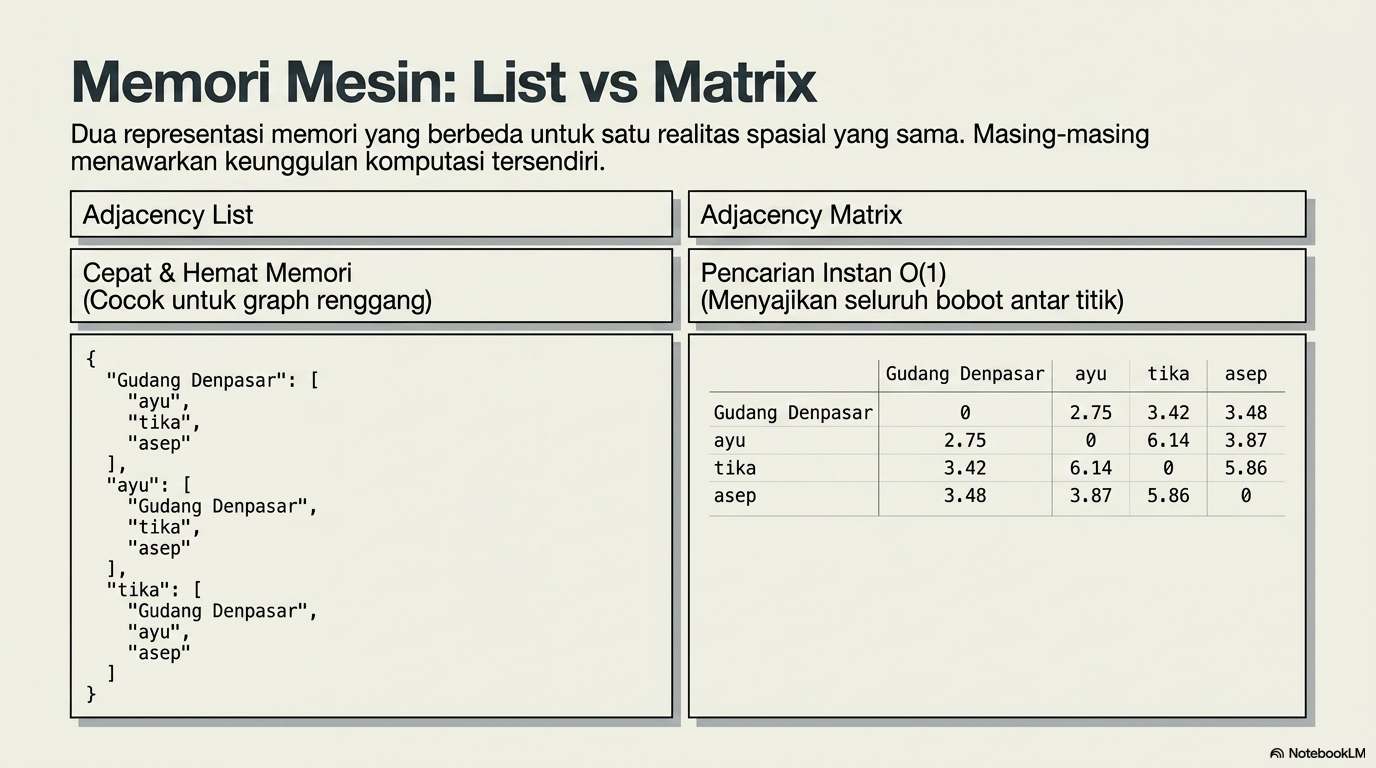 Memori Mesin: List vs Matrix
Dua representasi memori yang berbeda untuk satu realitas spasial yang sama. Masing-masing
menawarkan keunggulan komputasi tersendiri.
Adjacency List
Cepat & Hemat Memori
(Cocok untuk graph renggang)
{
  "Gudang Denpasar": [
    "ayu",
    "tika",
    "asep"
  ],
  "ayu": [
    "Gudang Denpasar",
    "tika",
    "asep"
  ],
  "tika": [
    "Gudang Denpasar",
    "ayu",
    "asep"
  ]
}
Adjacency Matrix
Pencarian Instan O(1)
(Menyajikan seluruh bobot antar titik)
Gudang Denpasar ayu tika asep
Gudang Denpasar 0 2.75 3.42 3.48
ayu 2.75 0 6.14 3.87
tika 3.42 6.14 0 5.86
asep 3.48 3.87 5.86 0
NotebookLM